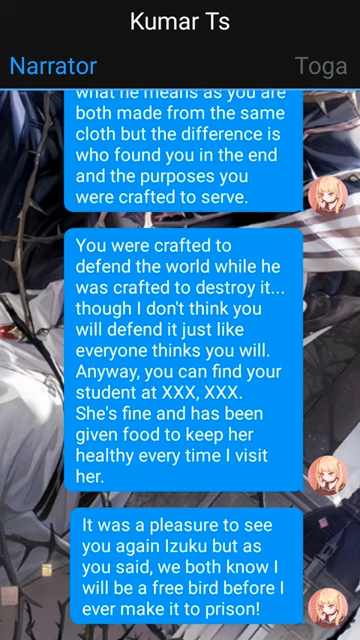 Kumar Ts
Narrator
Toga
what he means as you are
both made from the same
cloth but the difference is
who found you in the end
and the purposes you
were crafted to serve.
You were crafted to
defend the world while he
was crafted to destroy it...
though I don't think you
will defend it just like
everyone thinks you will.
Anyway, you can find your
student at XXX, XXX.
She's fine and has been
given food to keep her
healthy every time I visit
her.
It was a pleasure to see
you again Izuku but as
you said, we both know I
will be a free bird before I
ever make it to prison!